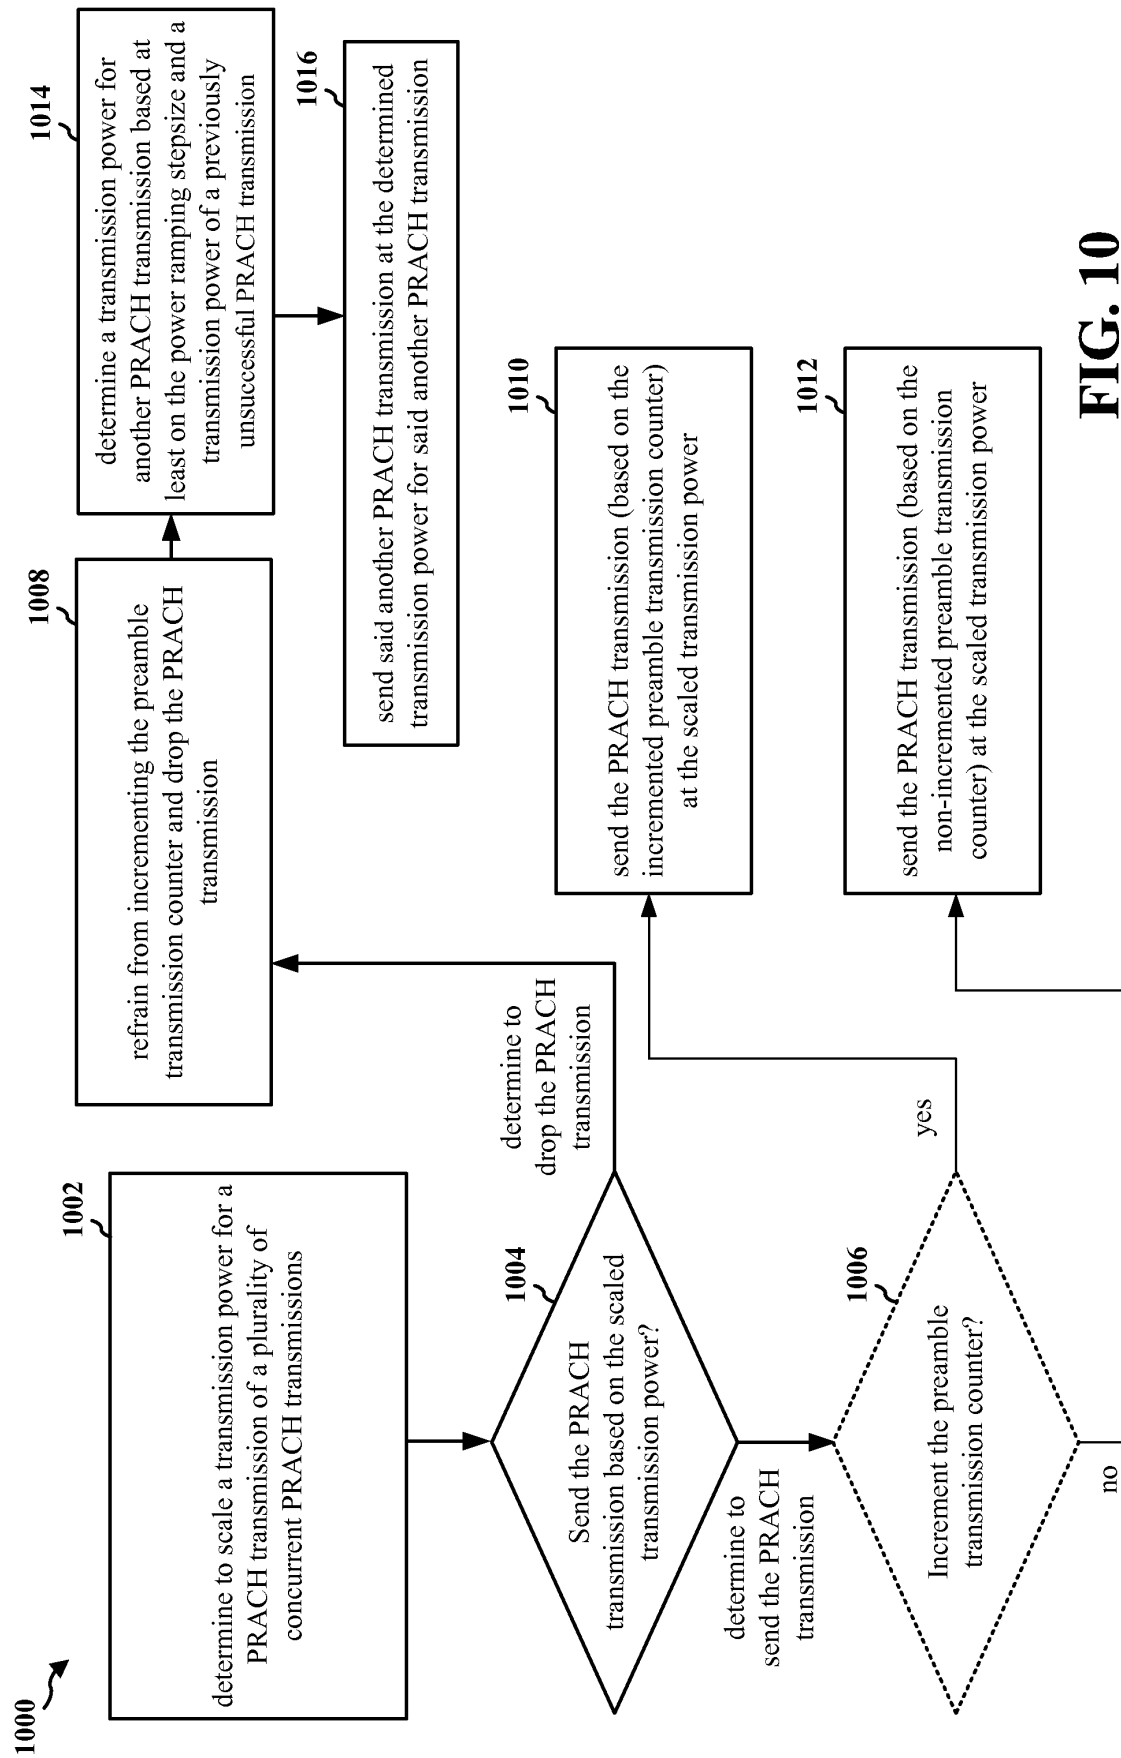 1000
1002
determine to scale a transmission power for a
PRACH transmission of a plurality of
concurrent PRACH transmissions
1004
Send the PRACH
transmission based on the scaled
transmission power?
determine to
drop the PRACH
transmission
determine to
send the PRACH
transmission
1006
Increment the preamble
transmission counter?
yes
no
1008
refrain from incrementing the preamble
transmission counter and drop the PRACH
transmission
1014
determine a transmission power for
another PRACH transmission based at
least on the power ramping stepsize and a
transmission power of a previously
unsuccessful PRACH transmission
1016
send said another PRACH transmission at the determined
transmission power for said another PRACH transmission
1010
send the PRACH transmission (based on the
incremented preamble transmission counter)
at the scaled transmission power
1012
send the PRACH transmission (based on the
non-incremented preamble transmission
counter) at the scaled transmission power
FIG. 10